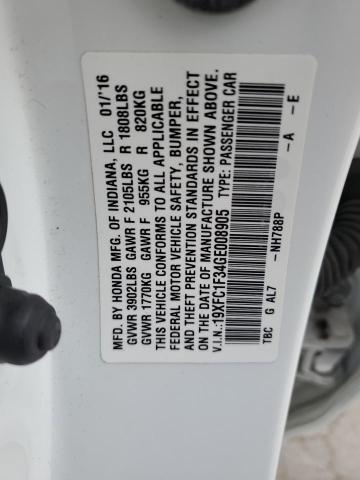 MFD. BY HONDA MFG. OF INDIANA, LLC 01/'16
GVWR 3902LBS GAWR F 2105LBS R 1808LBS
GVWR 1770KG GAWR F 955KG R 820KG
THIS VEHICLE CONFORMS TO ALL APPLICABLE
FEDERAL MOTOR VEHICLE SAFETY, BUMPER,
AND THEFT PREVENTION STANDARDS IN EFFECT
ON THE DATE OF MANUFACTURE SHOWN ABOVE.
V.I.N.:19XFC1F34GE008905 TYPE: PASSENGER CAR
-A -E
TBC G AL7 -NH788P